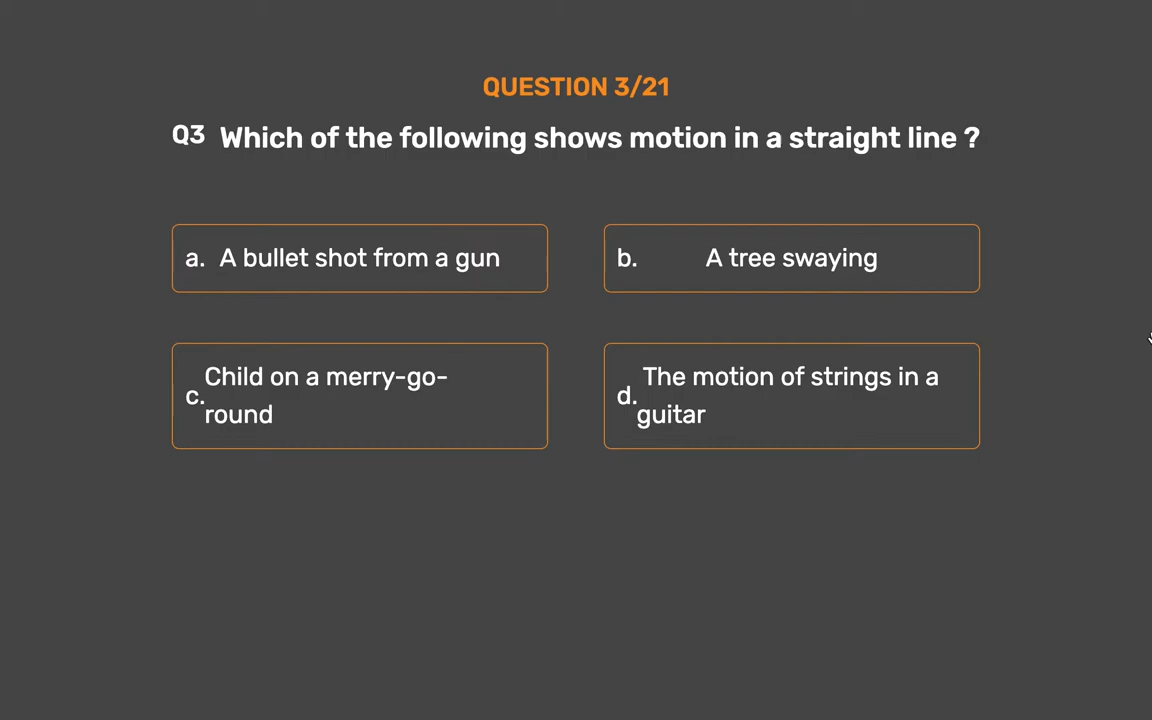 QUESTION 3/21
Q3 Which of the following shows motion in a straight line ?
a. A bullet shot from a gun
b. A tree swaying
c. Child on a merry-go-
round
d. The motion of strings in a
guitar